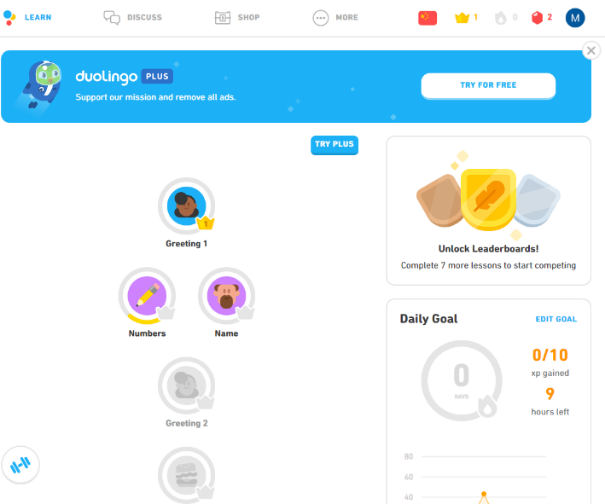 LEARN
DISCUSS
SHOP
MORE
1
0
2
M
duolingo PLUS
Support our mission and remove all ads.
TRY FOR FREE
TRY PLUS
1
Greeting 1
Numbers
Name
Greeting 2
Unlock Leaderboards!
Complete 7 more lessons to start competing
Daily Goal
EDIT GOAL
0
DAYS
0/10
xp gained
9
hours left
80
60
40